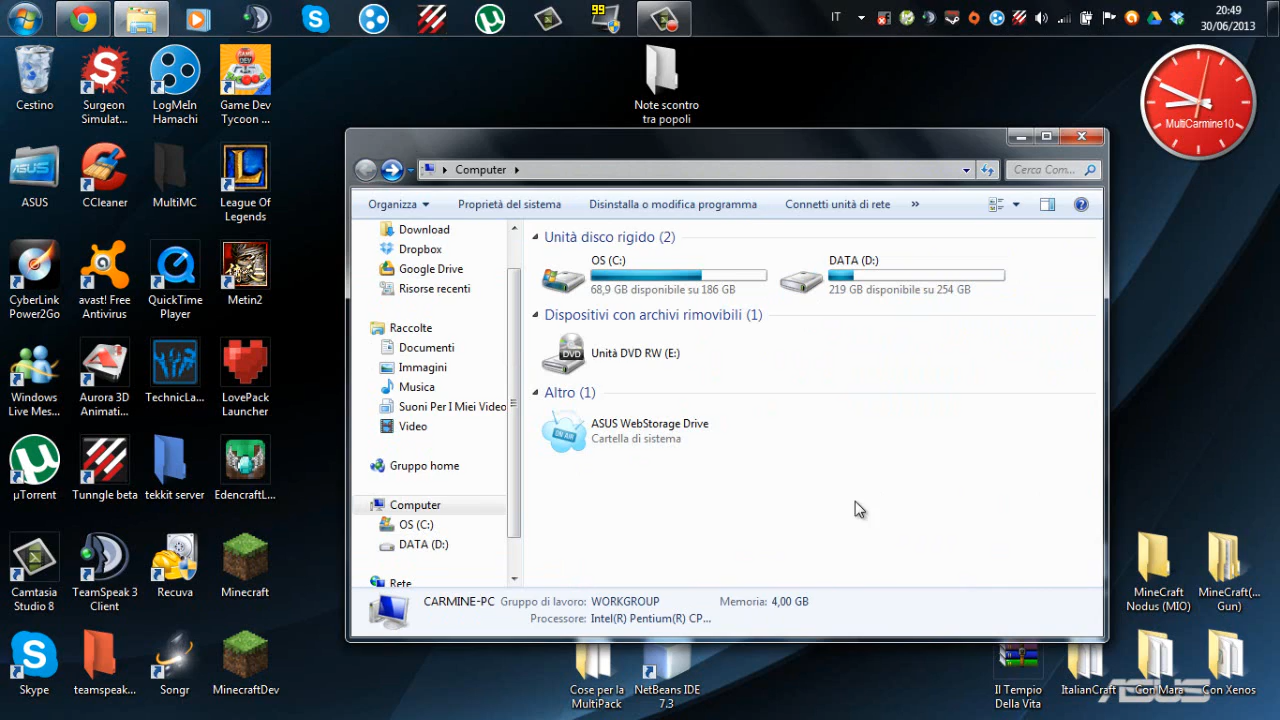 99
IT
20:49
30/06/2013
Cestino
Surgeon
Simulat...
LogMeIn
Hamachi
Game Dev
Tycoon ...
Note scontro
tra popoli
MultiCarmine10
ASUS
ASUS
CCleaner
MultiMC
League Of
Legends
CyberLink
Power2Go
avast! Free
Antivirus
QuickTime
Player
Metin2
Windows
Live Mes...
Aurora 3D
Animati...
TechnicLa...
LovePack
Launcher
µTorrent
Tunngle beta
tekkit server
EdencraftL...
Camtasia
Studio 8
TeamSpeak 3
Client
Recuva
Minecraft
Skype
teamspeak...
Songr
MinecraftDev
Computer
Cerca Com...
Organizza
Proprietà del sistema
Disinstalla o modifica programma
Connetti unità di rete
»
Download
Dropbox
Google Drive
Risorse recenti
Raccolte
Documenti
Immagini
Musica
Suoni Per I Miei Video
Video
Gruppo home
Computer
OS (C:)
DATA (D:)
Rete
Unità disco rigido (2)
OS (C:)
68,9 GB disponibile su 186 GB
DATA (D:)
219 GB disponibile su 254 GB
Dispositivi con archivi rimovibili (1)
DVD
Unità DVD RW (E:)
Altro (1)
ON AIR
ASUS WebStorage Drive
Cartella di sistema
CARMINE-PC Gruppo di lavoro: WORKGROUP Memoria: 4,00 GB
Processore: Intel(R) Pentium(R) CP...
MineCraft
Nodus (MIO)
MineCraft(...
Gun)
Cose per la
MultiPack
NetBeans IDE
7.3
Il Tempio
Della Vita
ItalianCraft
Con Mara
Con Xenos
ASUS